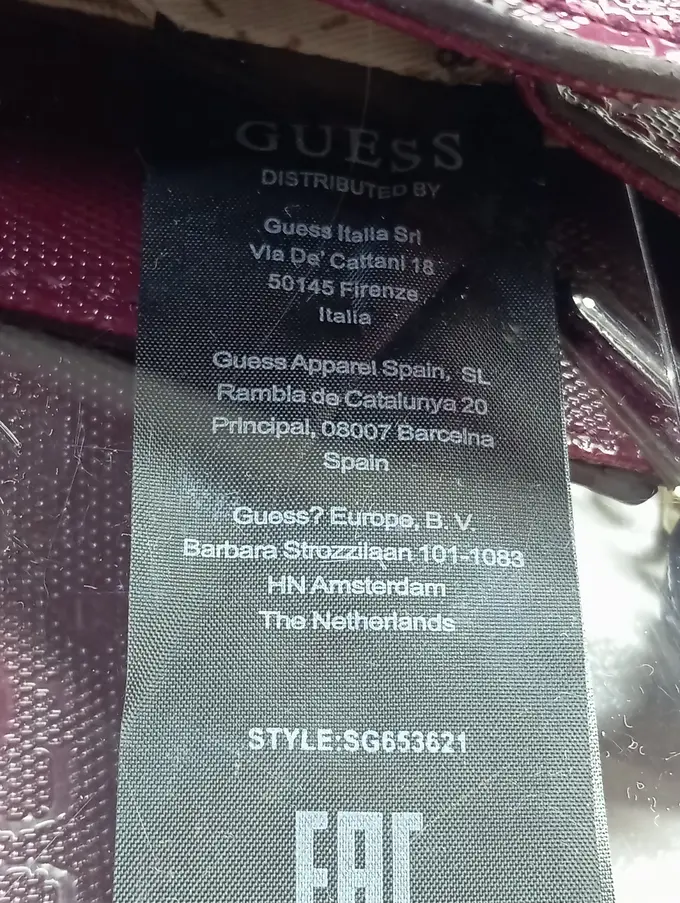 GUESS
DISTRIBUTED BY
Guess Italia Srl
Via De' Cattani 18
50145 Firenze
Italia
Guess Apparel Spain, SL
Rambla de Catalunya 20
Principal, 08007 Barcelna
Spain
Guess? Europe, B. V.
Barbara Strozzilaan 101-1083
HN Amsterdam
The Netherlands
STYLE:SG653621
EAC